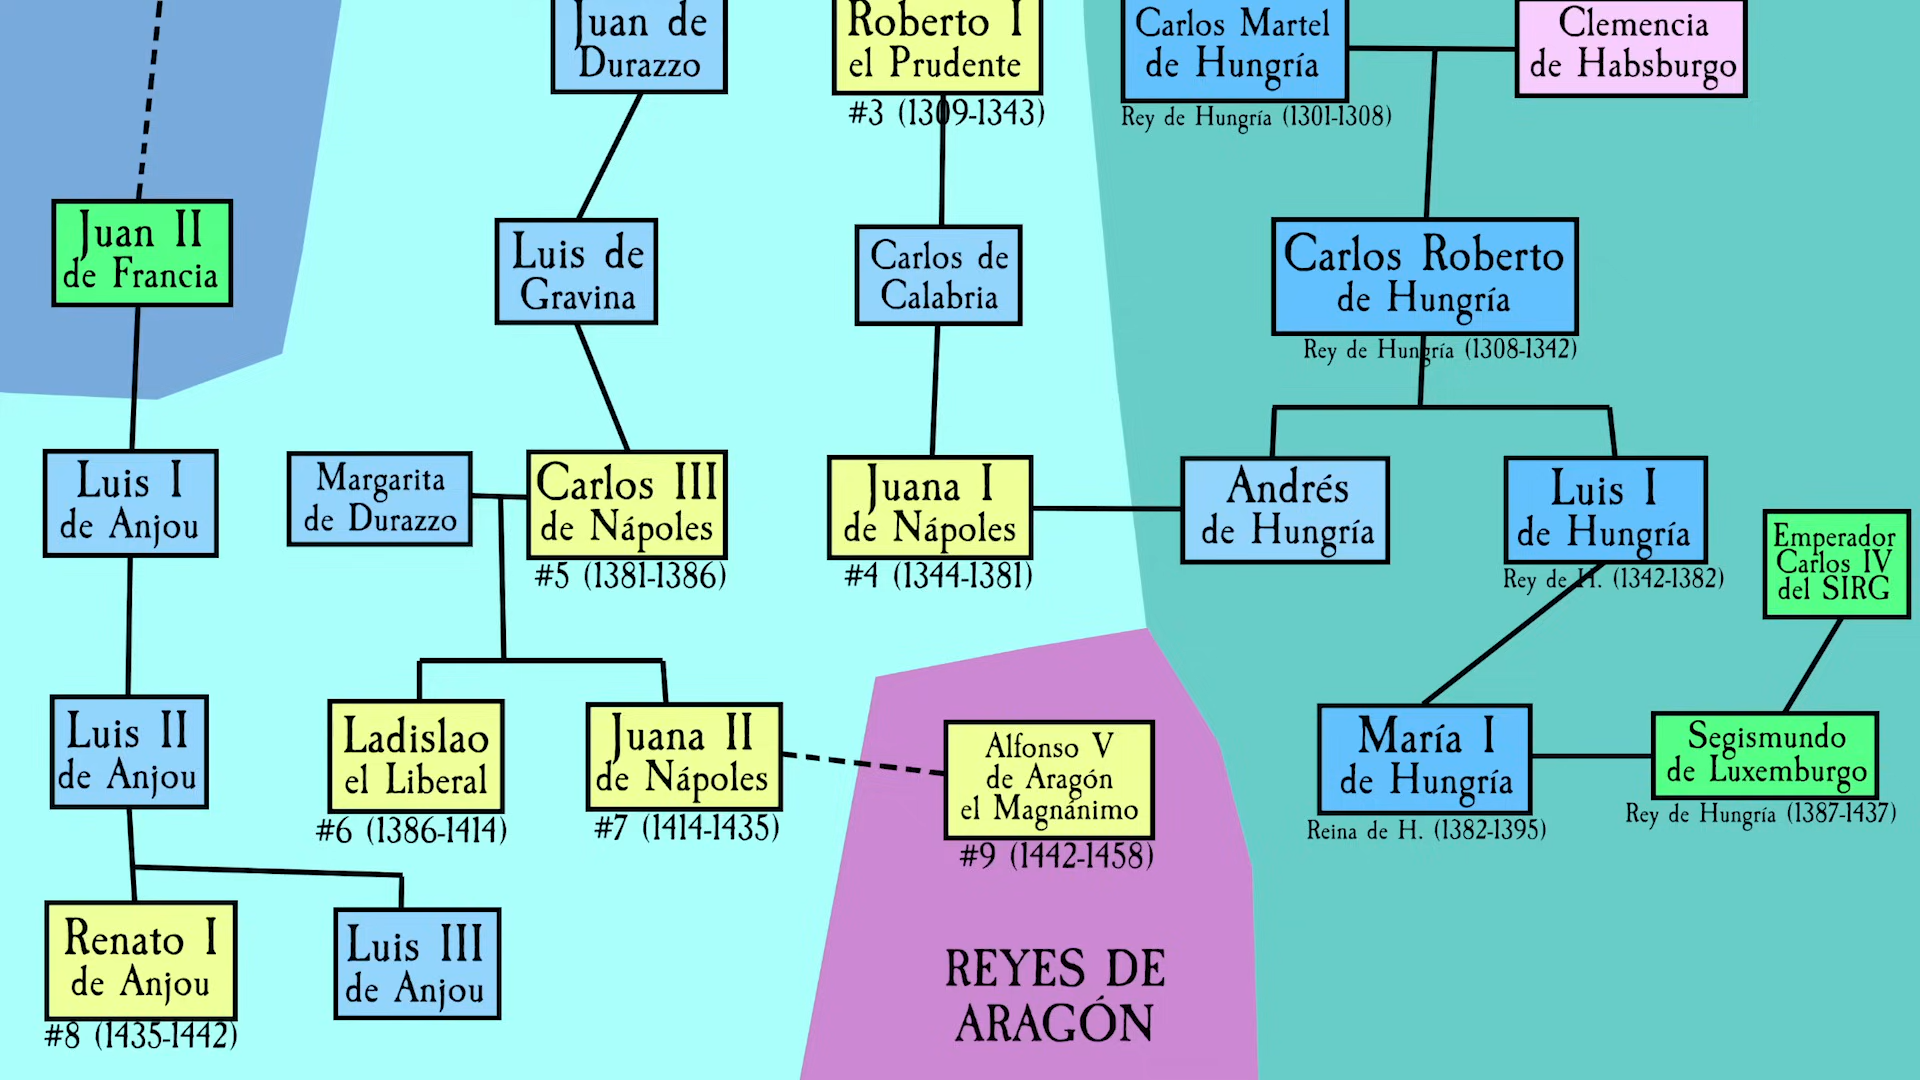 Juan de
Durazzo
Roberto I
el Prudente
#3 (1309-1343)
Carlos Martel
de Hungría
Rey de Hungría (1301-1308)
Clemencia
de Habsburgo
Juan II
de Francia
Luis de
Gravina
Carlos de
Calabria
Carlos Roberto
de Hungría
Rey de Hungría (1308-1342)
Luis I
de Anjou
Margarita
de Durazzo
Carlos III
de Nápoles
#5 (1381-1386)
Juana I
de Nápoles
#4 (1344-1381)
Andrés
de Hungría
Luis I
de Hungría
Rey de H. (1342-1382)
Emperador
Carlos IV
del SIRG
Luis II
de Anjou
Ladislao
el Liberal
#6 (1386-1414)
Juana II
de Nápoles
#7 (1414-1435)
Alfonso V
de Aragón
el Magnánimo
#9 (1442-1458)
María I
de Hungría
Reina de H. (1382-1395)
Segismundo
de Luxemburgo
Rey de Hungría (1387-1437)
Renato I
de Anjou
#8 (1435-1442)
Luis III
de Anjou
REYES DE
ARAGÓN